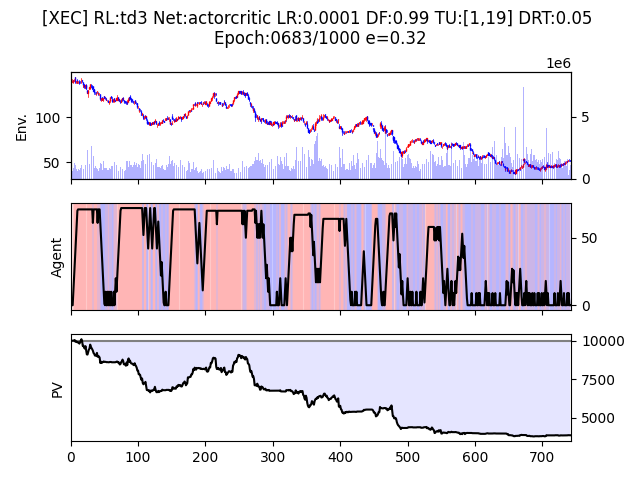 [XEC] RL:td3 Net:actorcritic LR:0.0001 DF:0.99 TU:[1,19] DRT:0.05
Epoch:0683/1000 e=0.32
1e6
Env.
100
50
5
0
Agent
50
0
PV
10000
7500
5000
0 100 200 300 400 500 600 700